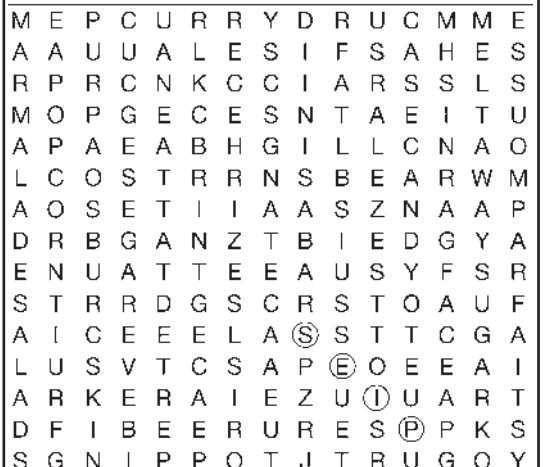 M E P C U R R Y D R U C M M E
A A U U A L E S I F S A H E S
R P R C N K C C I A R S S L S
M O P G E C E S N T A E I T U
A P A E A B H G I L L C N A O
L C O S T R R N S B E A R W M
A O S E T I I A A S Z N A A P
D R B G A N Z T B I E D G Y A
E N U A T T E E A U S Y F S R
S T R R D G S C R S T O A U F
A I C E E E L A S S T T C G A
L U S V T C S A P E O E E A I
A R K E R A I E Z U I U A R T
D F I B E E R U R E S P P K S
S G N I P P O T J T R U G O Y